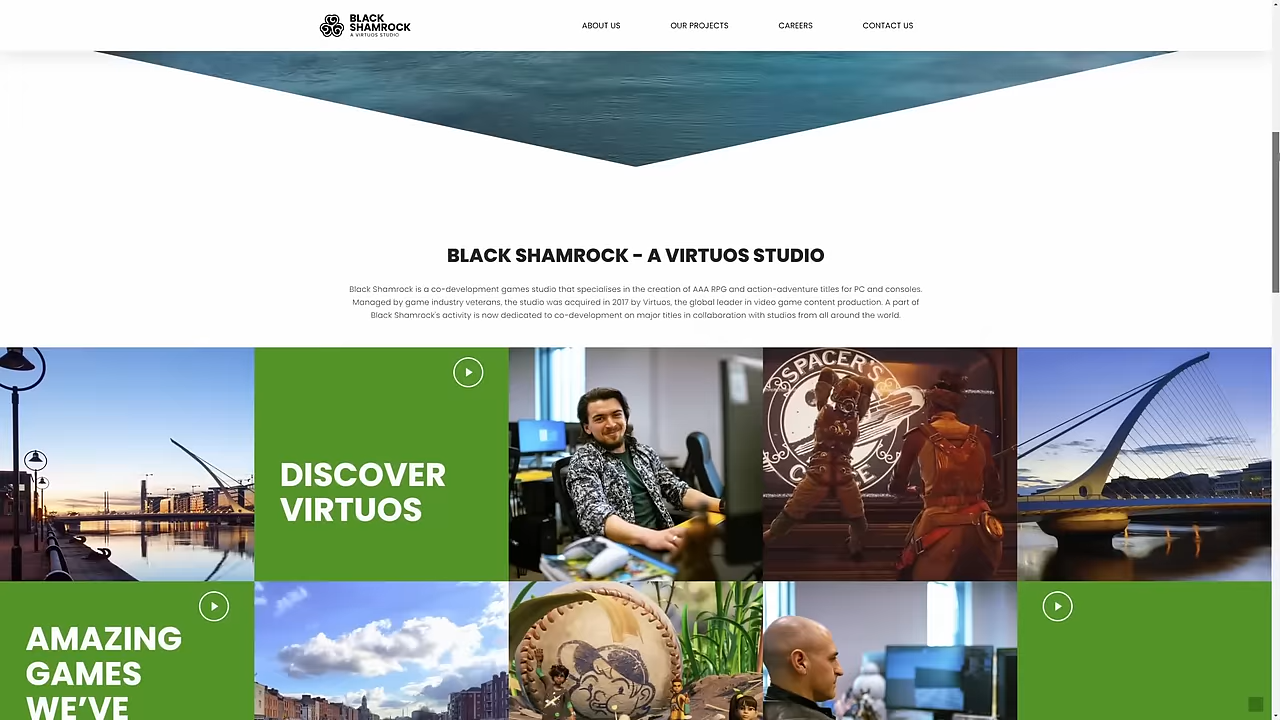 BLACK
SHAMROCK
A VIRTUOS STUDIO
ABOUT US
OUR PROJECTS
CAREERS
CONTACT US
BLACK SHAMROCK - A VIRTUOS STUDIO
Black Shamrock is a co-development games studio that specialises in the creation of AAA RPG and action-adventure titles for PC and consoles.
Managed by game industry veterans, the studio was acquired in 2017 by Virtuos, the global leader in video game content production. A part of
Black Shamrock's activity is now dedicated to co-development on major titles in collaboration with studios from all around the world.
DISCOVER
VIRTUOS
SPACER'S
AMAZING
GAMES
WE'VE